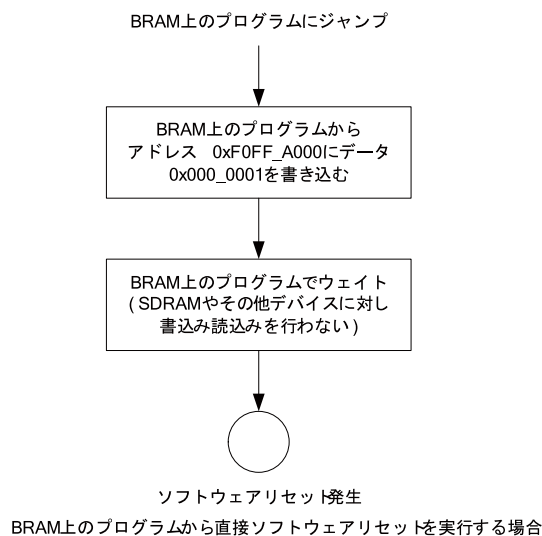 BRAM上のプログラムにジャンプ
BRAM上のプログラムから
アドレス 0xF0FF_A000にデータ
0x000_0001を書き込む
BRAM上のプログラムでウェイト
(SDRAMやその他デバイスに対し
書込み読込みを行わない)
ソフトウェアリセット発生
BRAM上のプログラムから直接ソフトウェアリセットを実行する場合